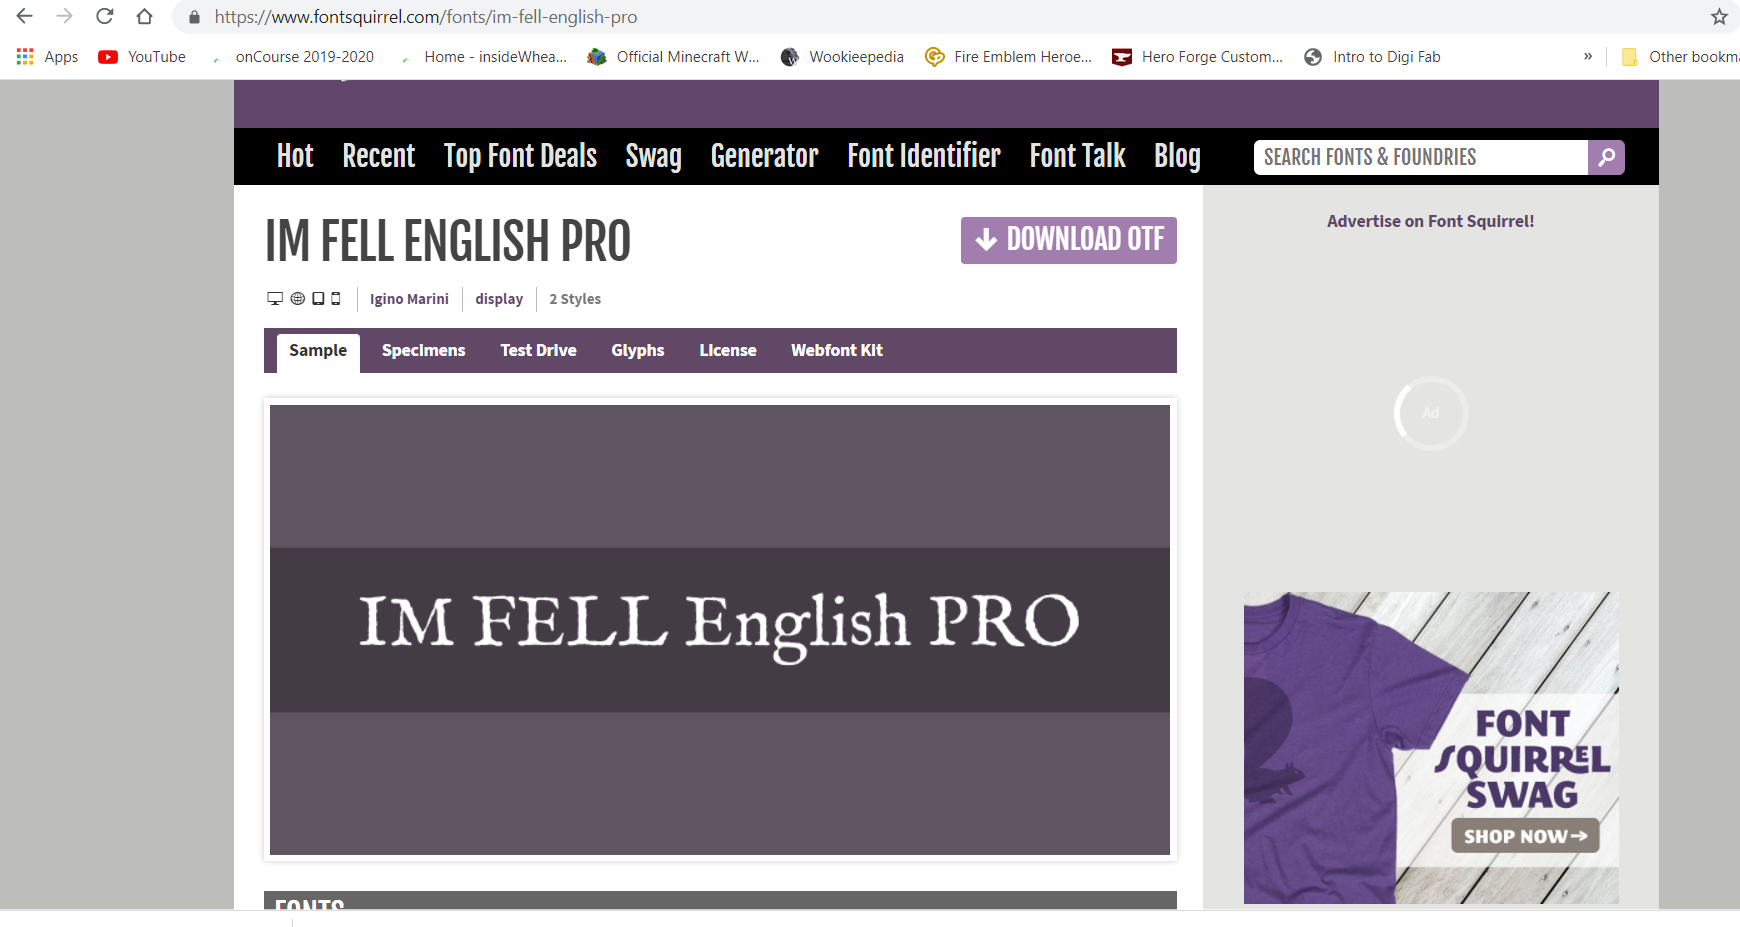 https://www.fontsquirrel.com/fonts/im-fell-english-pro
Apps YouTube onCourse 2019-2020 Home - insideWhea... Official Minecraft W... Wookieepedia Fire Emblem Heroe... Hero Forge Custom... Intro to Digi Fab » Other bookma
Hot Recent Top Font Deals Swag Generator Font Identifier Font Talk Blog SEARCH FONTS & FOUNDRIES
IM FELL ENGLISH PRO
DOWNLOAD OTF
Igino Marini display 2 Styles
Sample Specimens Test Drive Glyphs License Webfont Kit
IM FELL English PRO
FONTS
Advertise on Font Squirrel!
Ad
FONT
SQUIRREL
SWAG
SHOP NOW→